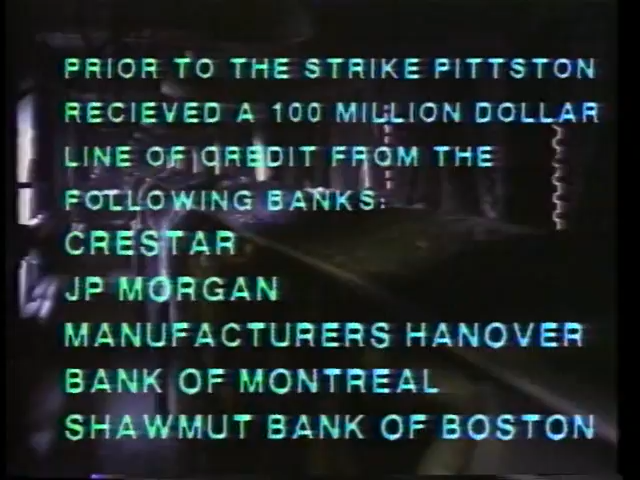 PRIOR TO THE STRIKE PITTSTON
RECIEVED A 100 MILLION DOLLAR
LINE OF CREDIT FROM THE
FOLLOWING BANKS:
CRESTAR
JP MORGAN
MANUFACTURERS HANOVER
BANK OF MONTREAL
SHAWMUT BANK OF BOSTON